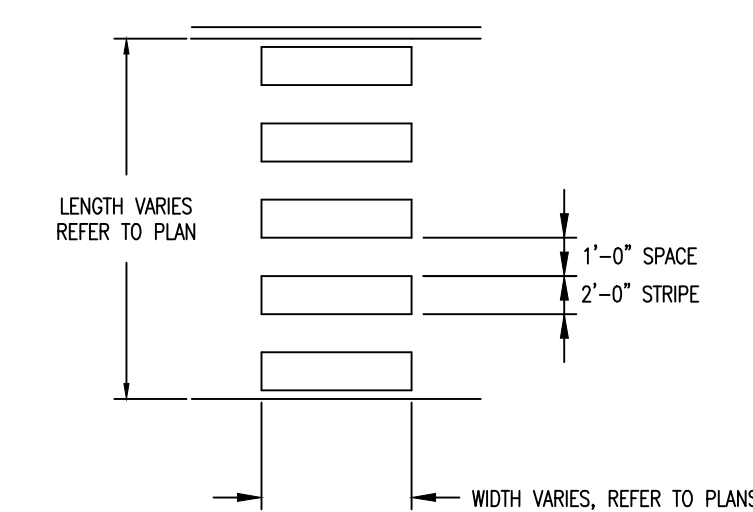 LENGTH VARIES
REFER TO PLAN
1'-0" SPACE
2'-0" STRIPE
WIDTH VARIES, REFER TO PLANS